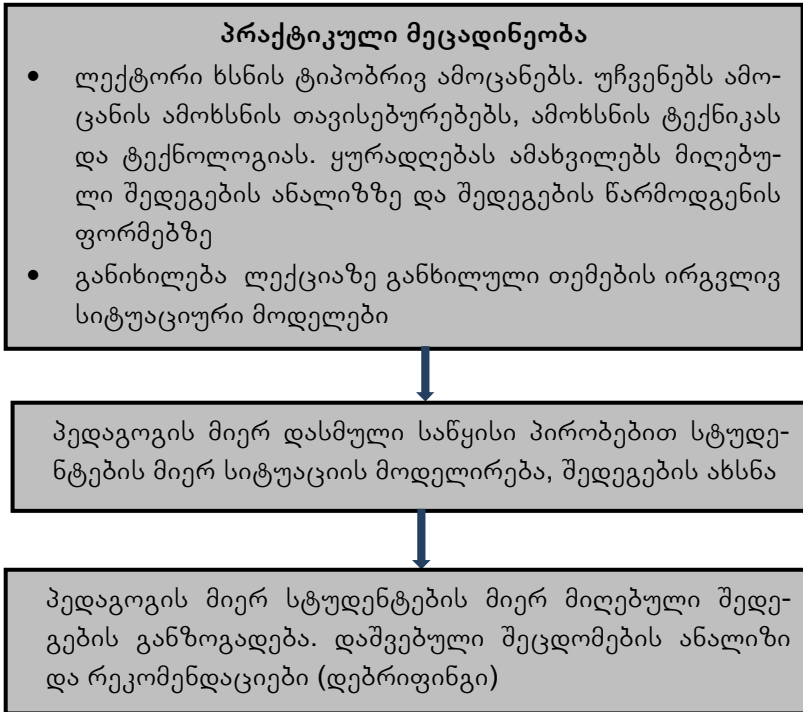 პრაქტიკული მეცადინეობა
• ლექტორი ხსნის ტიპობრივ ამოცანებს. უჩვენებს ამო-
ცანის ამოხსნის თავისებურებებს, ამოხსნის ტექნიკას
და ტექნოლოგიას. ყურადღებას ამახვილებს მიღებუ-
ლი შედეგების ანალიზზე და შედეგების წარმოდგენის
ფორმებზე
• განიხილება ლექციაზე განხილული თემების ირგვლივ
სიტუაციური მოდელები
პედაგოგის მიერ დასმული საწყისი პირობებით სტუდე-
ნტების მიერ სიტუაციის მოდელირება, შედეგების ახსნა
პედაგოგის მიერ სტუდენტების მიერ მიღებული შედე-
გების განზოგადება. დაშვებული შეცდომების ანალიზი
და რეკომენდაციები (დებრიფინგი)